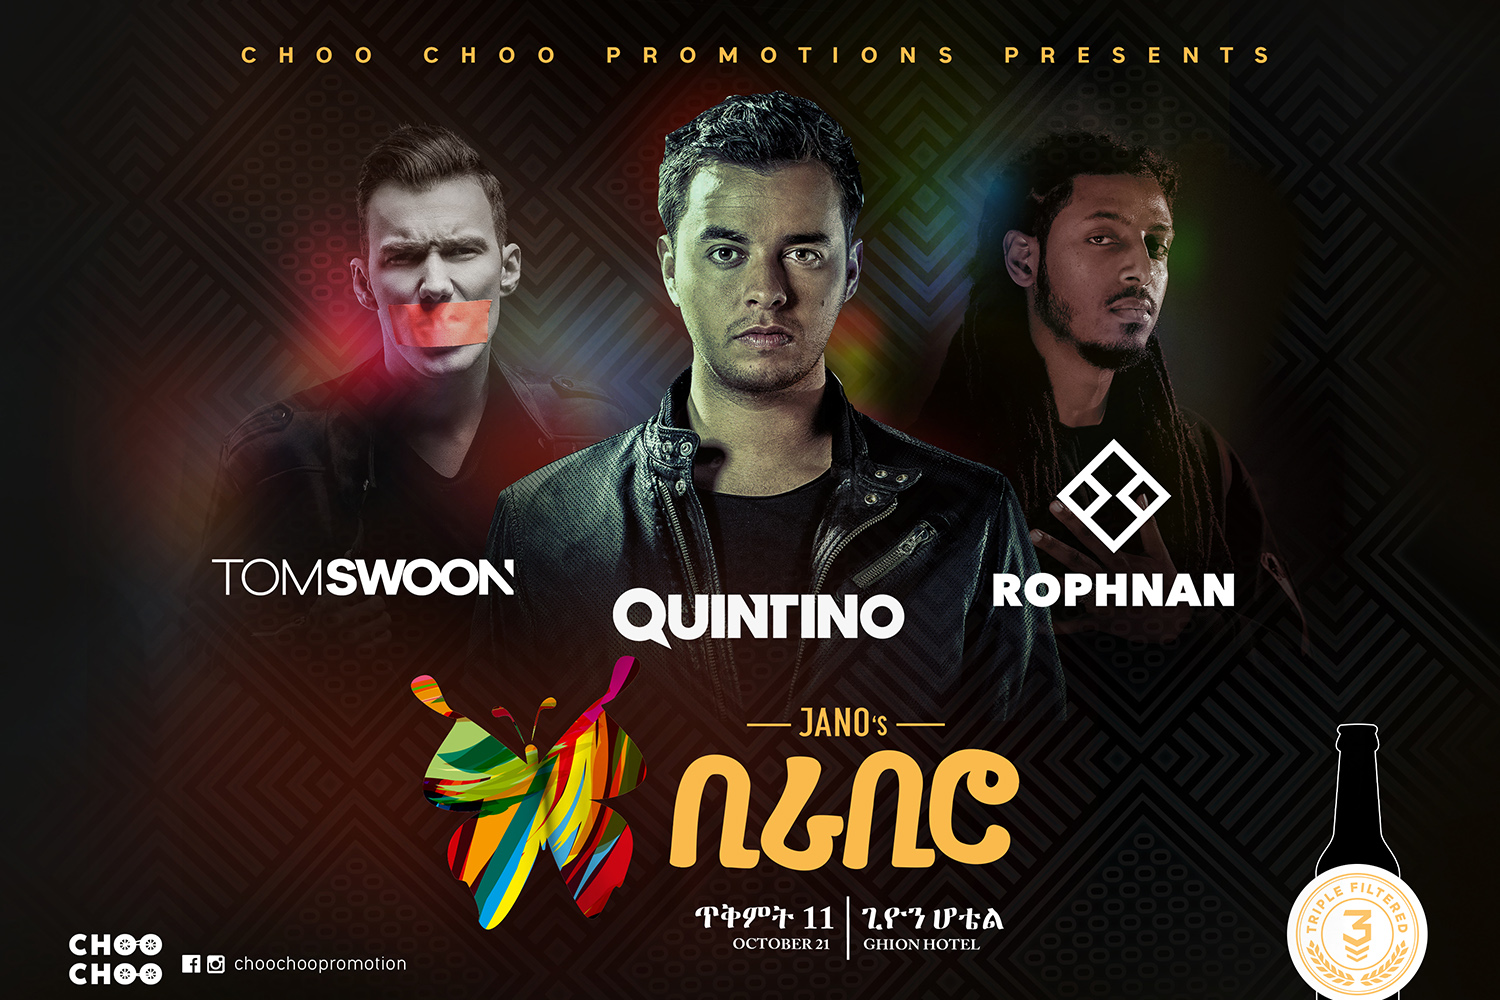 CHOO CHOO PROMOTIONS PRESENTS
TOMSWOON
QUINTINO
ROPHNAN
JANO's
ቢራቢሮ
ጥቅምት 11
OCTOBER 21
ጊዮን ሆቴል
GHION HOTEL
CHOO
CHOO
choochoopromotion
TRIPLE FILTERED
3